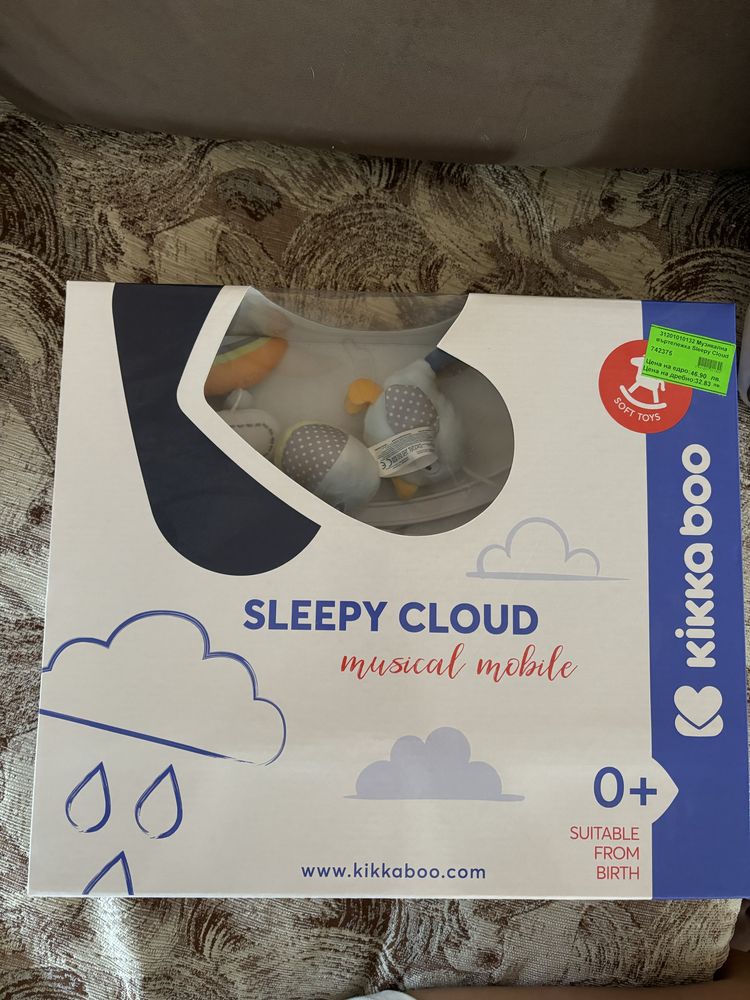 31201010132 Музикална
въртележка Sleepy Cloud
742375
Цена на едро:46.90 лв.
Цена на дребно:32.83 лв.
SOFT TOYS
kikkaboo
SLEEPY CLOUD
musical mobile
0+
SUITABLE
FROM
BIRTH
www.kikkaboo.com